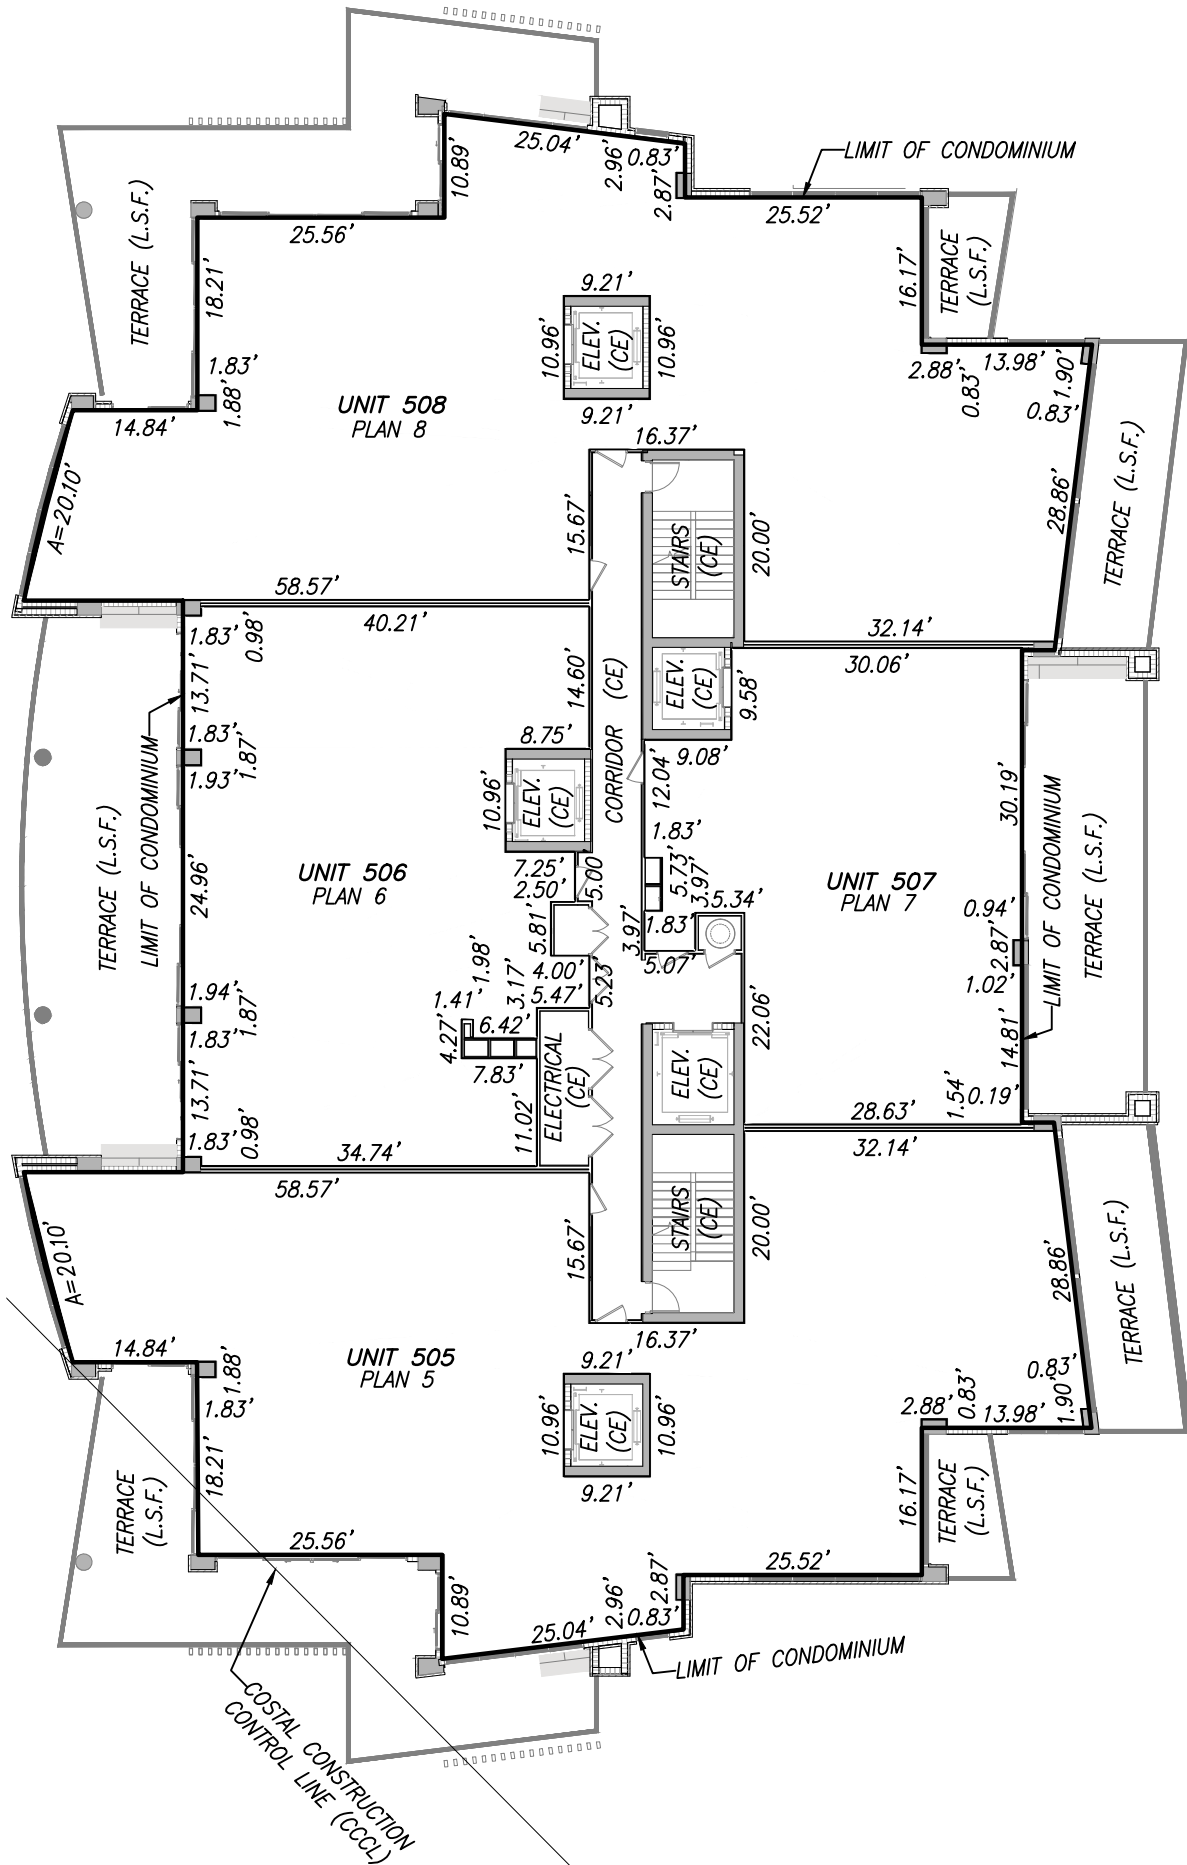 25.04'
2.96'
0.83'
LIMIT OF CONDOMINIUM
10.89'
2.87'
25.52'
25.56'
TERRACE (L.S.F.)
18.21'
16.17'
TERRACE
(L.S.F.)
9.21'
10.96'
ELEV.
(CE)
10.96'
9.21'
1.83'
1.88'
2.88'
0.83'
13.98'
1.90'
0.83'
14.84'
UNIT 508
PLAN 8
16.37'
A=20.10'
15.67'
STAIRS
(CE)
20.00'
28.86'
TERRACE (L.S.F.)
58.57'
32.14'
40.21'
1.83'
0.98'
13.71'
14.60'
CORRIDOR (CE)
ELEV.
(CE)
9.58'
30.06'
1.83'
1.87'
1.93'
8.75'
9.08'
10.96'
ELEV.
(CE)
12.04'
30.19'
TERRACE (L.S.F.)
LIMIT OF CONDOMINIUM
LIMIT OF CONDOMINIUM
TERRACE (L.S.F.)
1.83'
5.73'
24.96'
UNIT 506
PLAN 6
7.25'
5.00
2.50'
3.97'
5.34'
UNIT 507
PLAN 7
0.94'
5.81'
3.97'
1.83'
2.87'
1.98'
4.00'
5.07'
1.02'
3.17'
5.23'
5.47'
1.94'
1.87'
1.83'
1.41'
6.42'
4.27'
7.83'
22.06'
14.81'
ELECTRICAL
(CE)
ELEV.
(CE)
13.71'
11.02'
1.54'
0.19'
1.83'
0.98'
34.74'
28.63'
58.57'
32.14'
A=20.10'
15.67'
STAIRS
(CE)
20.00'
28.86'
TERRACE (L.S.F.)
14.84'
1.88'
1.83'
UNIT 505
PLAN 5
16.37'
9.21'
10.96'
ELEV.
(CE)
10.96'
9.21'
2.88'
0.83'
13.98'
1.90'
0.83'
TERRACE
(L.S.F.)
18.21'
16.17'
TERRACE
(L.S.F.)
25.56'
25.52'
10.89'
2.87'
25.04'
2.96'
0.83'
LIMIT OF CONDOMINIUM
COSTAL CONSTRUCTION
CONTROL LINE (CCCL)